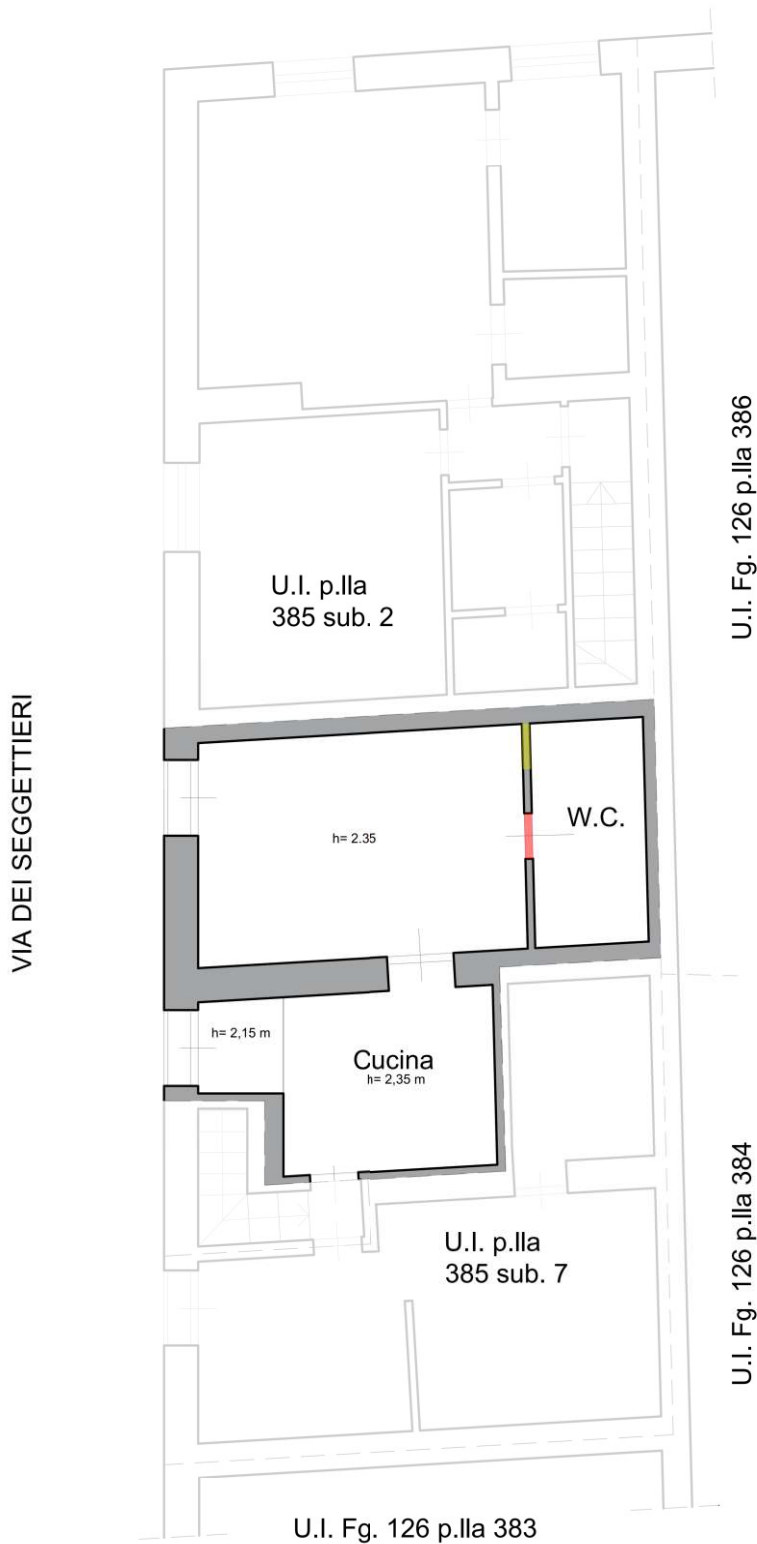 U.I. Fg. 126 p.lla 386
U.I. p.lla
385 sub. 2
VIA DEI SEGGETTIERI
W.C.
h= 2.35
h= 2,15 m
Cucina
h= 2,35 m
U.I. p.lla
385 sub. 7
U.I. Fg. 126 p.lla 384
U.I. Fg. 126 p.lla 383